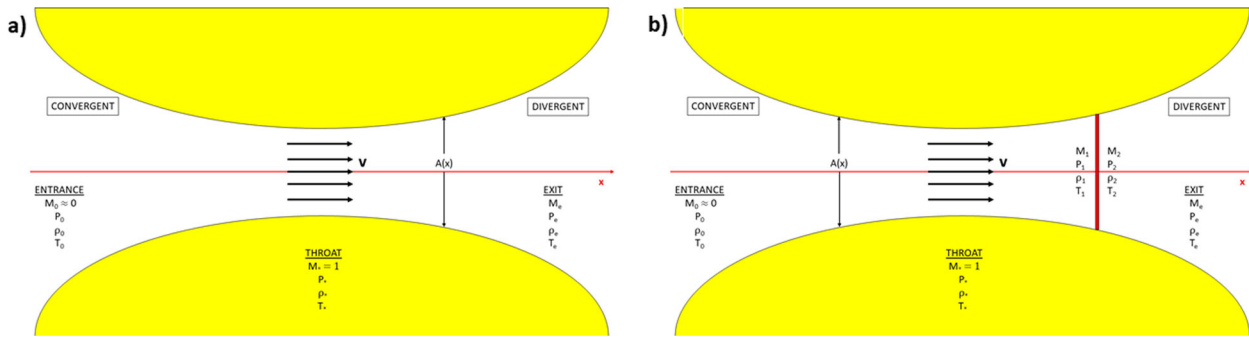 a)
CONVERGENT
DIVERGENT
V
A(x)
x
ENTRANCE
M₀ ≈ 0
P₀
ρ₀
T₀
EXIT
Mₑ
Pₑ
ρₑ
Tₑ
THROAT
M* = 1
P*
ρ*
T*
b)
CONVERGENT
DIVERGENT
A(x)
V
M₁ M₂
P₁ P₂
ρ₁ ρ₂
T₁ T₂
x
ENTRANCE
M₀ ≈ 0
P₀
ρ₀
T₀
EXIT
Mₑ
Pₑ
ρₑ
Tₑ
THROAT
M* = 1
P*
ρ*
T*